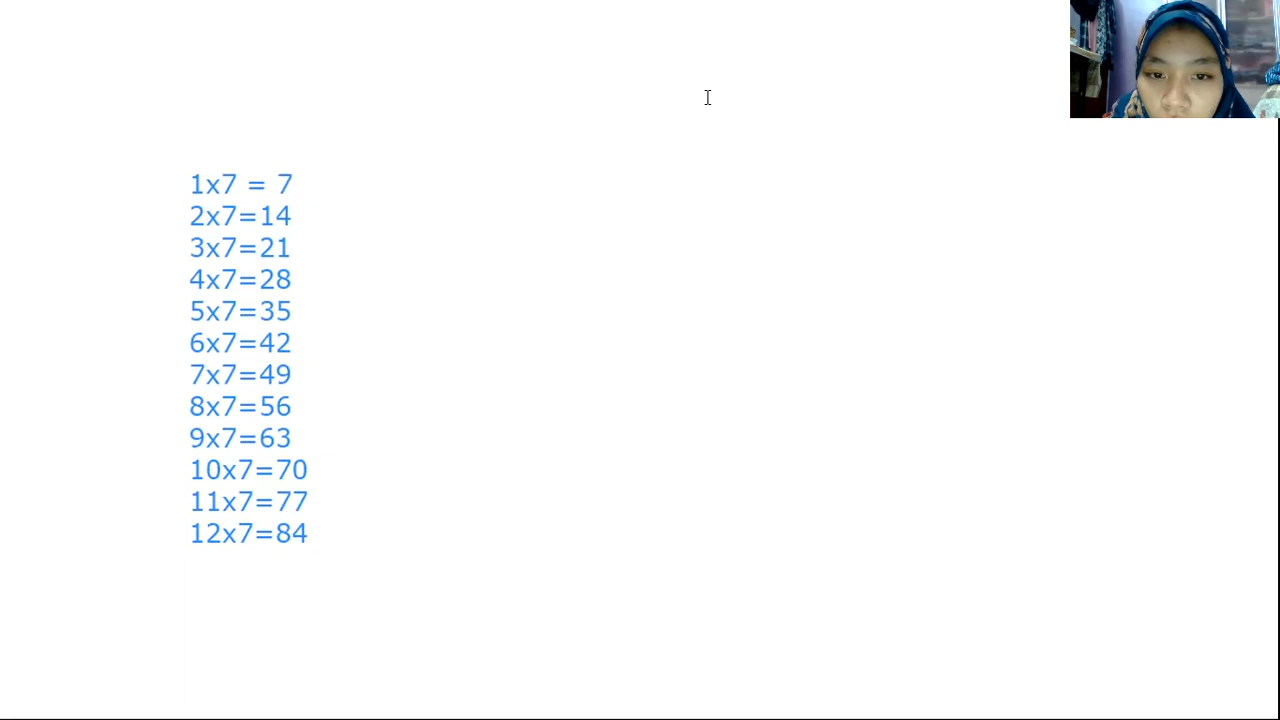 1x7 = 7
2x7=14
3x7=21
4x7=28
5x7=35
6x7=42
7x7=49
8x7=56
9x7=63
10x7=70
11x7=77
12x7=84